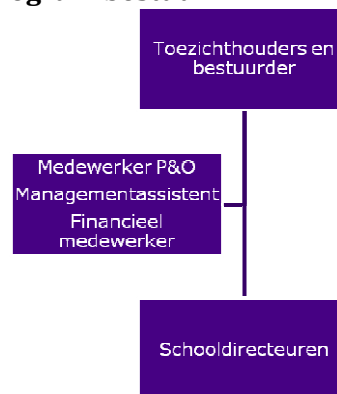 Toezichthouders en
bestuurder
Medewerker P&O
Managementassistent
Financieel
medewerker
Schooldirecteuren